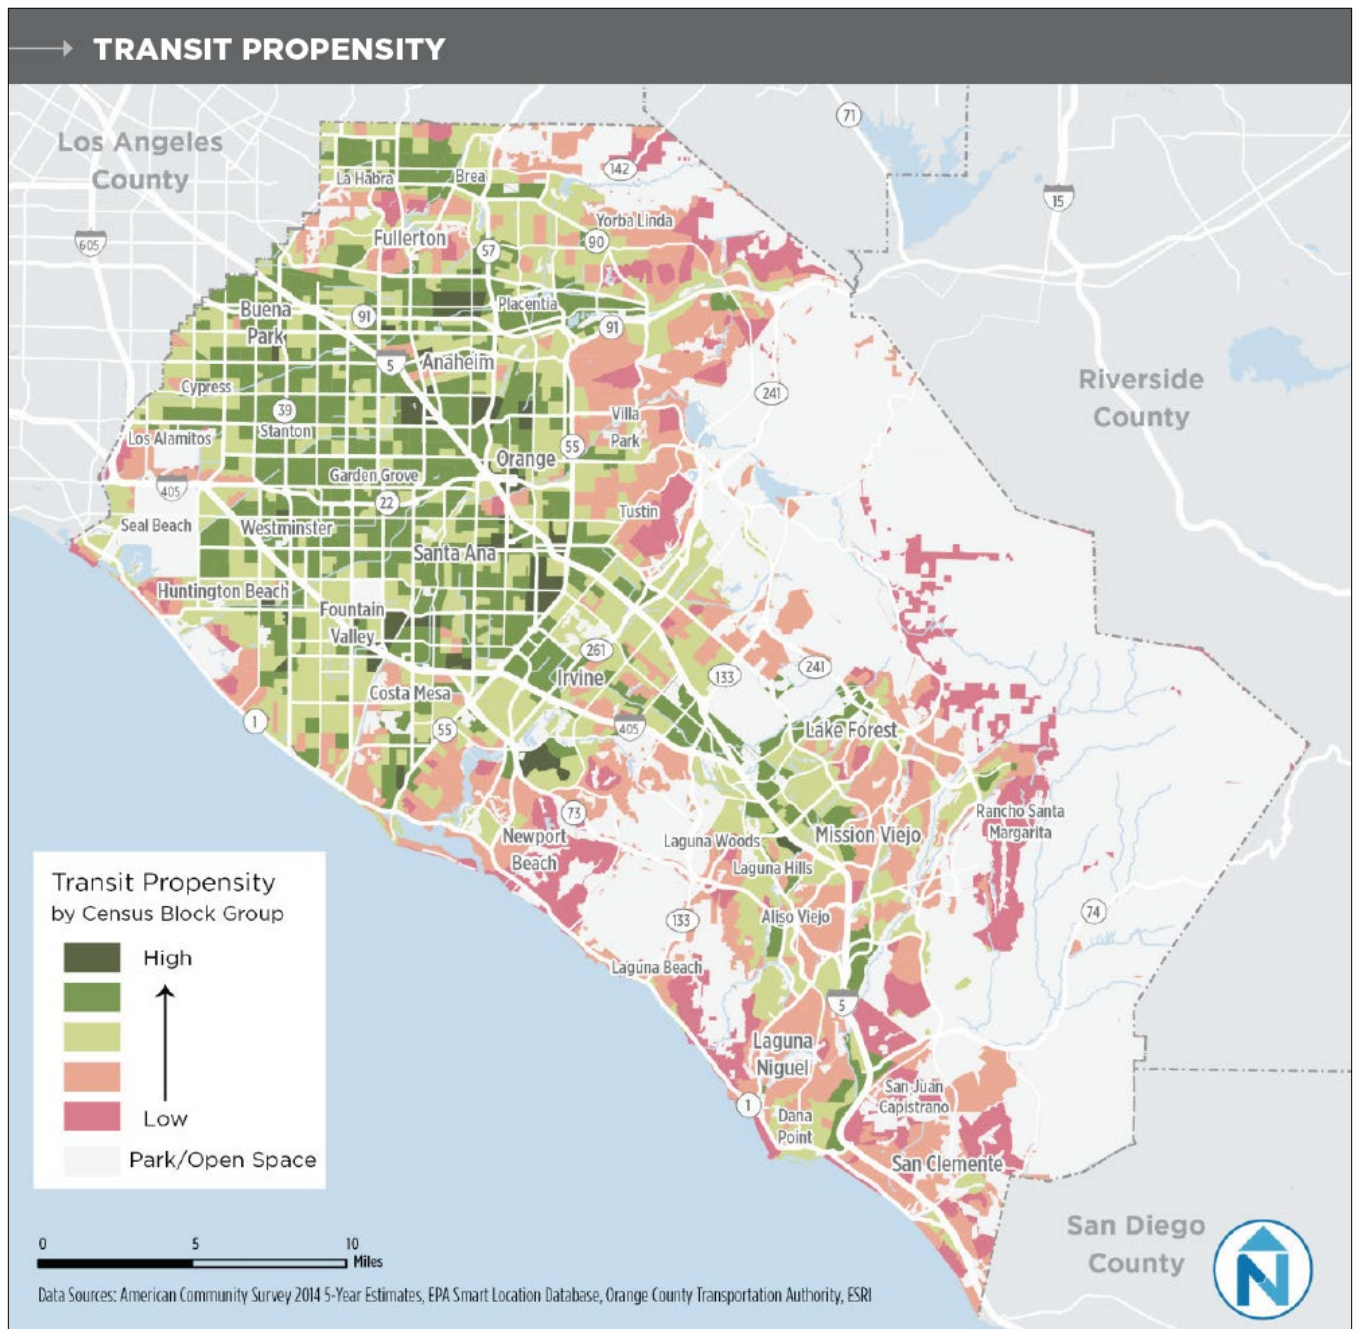 TRANSIT PROPENSITY
Los Angeles
County
71
142
15
La Habra
Brea
Yorba Linda
605
Fullerton
57
90
Buena
Park
91
Placentia
91
5
Anaheim
Riverside
County
Cypress
241
39
Stanton
Villa
Park
Los Alamitos
55
Orange
Garden Grove
405
22
Tustin
Seal Beach
Westminster
Santa Ana
Huntington Beach
Fountain
Valley
261
Irvine
133
241
Costa Mesa
1
55
405
Lake Forest
73
Rancho Santa
Margarita
Newport
Beach
Laguna Woods
Mission Viejo
Laguna Hills
133
Aliso Viejo
74
Laguna Beach
5
Laguna
Niguel
San Juan
Capistrano
1
Dana
Point
San Clemente
San Diego
County
N
Transit Propensity
by Census Block Group
High
Low
Park/Open Space
0 5 10
Miles
Data Sources: American Community Survey 2014 5-Year Estimates, EPA Smart Location Database, Orange County Transportation Authority, ESRI